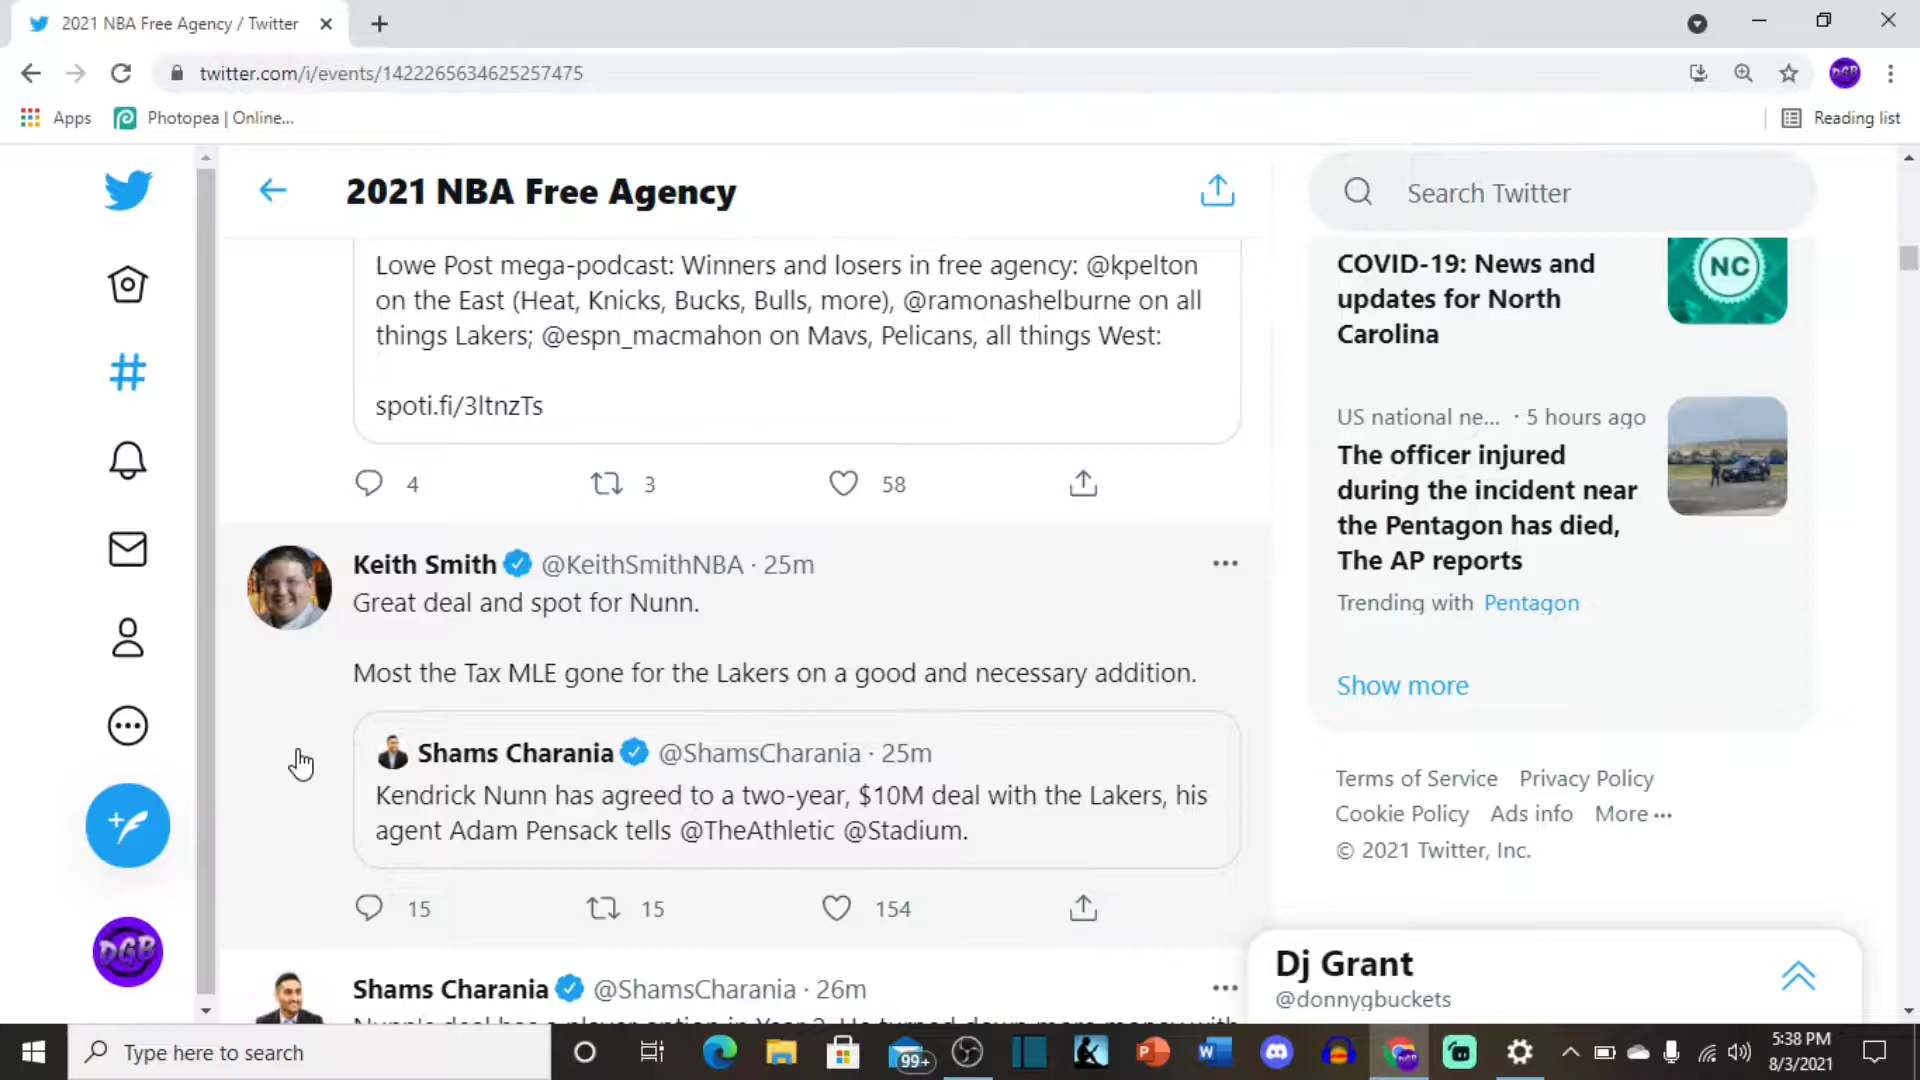 2021 NBA Free Agency / Twitter
twitter.com/i/events/1422265634625257475
DGB
Apps
Photopea | Online...
Reading list
2021 NBA Free Agency
Search Twitter
Lowe Post mega-podcast: Winners and losers in free agency: @kpelton
on the East (Heat, Knicks, Bucks, Bulls, more), @ramonashelburne on all
things Lakers; @espn_macmahon on Mavs, Pelicans, all things West:
spoti.fi/3ltnzTs
4
3
58
Keith Smith @KeithSmithNBA · 25m
Great deal and spot for Nunn.
Most the Tax MLE gone for the Lakers on a good and necessary addition.
Shams Charania @ShamsCharania · 25m
Kendrick Nunn has agreed to a two-year, $10M deal with the Lakers, his
agent Adam Pensack tells @TheAthletic @Stadium.
15
15
154
Shams Charania @ShamsCharania · 26m
COVID-19: News and
updates for North
Carolina
NC
US national ne... · 5 hours ago
The officer injured
during the incident near
the Pentagon has died,
The AP reports
Trending with Pentagon
Show more
Terms of Service Privacy Policy
Cookie Policy Ads info More ···
© 2021 Twitter, Inc.
DGB
Dj Grant
@donnygbuckets
Type here to search
99+
5:38 PM
8/3/2021